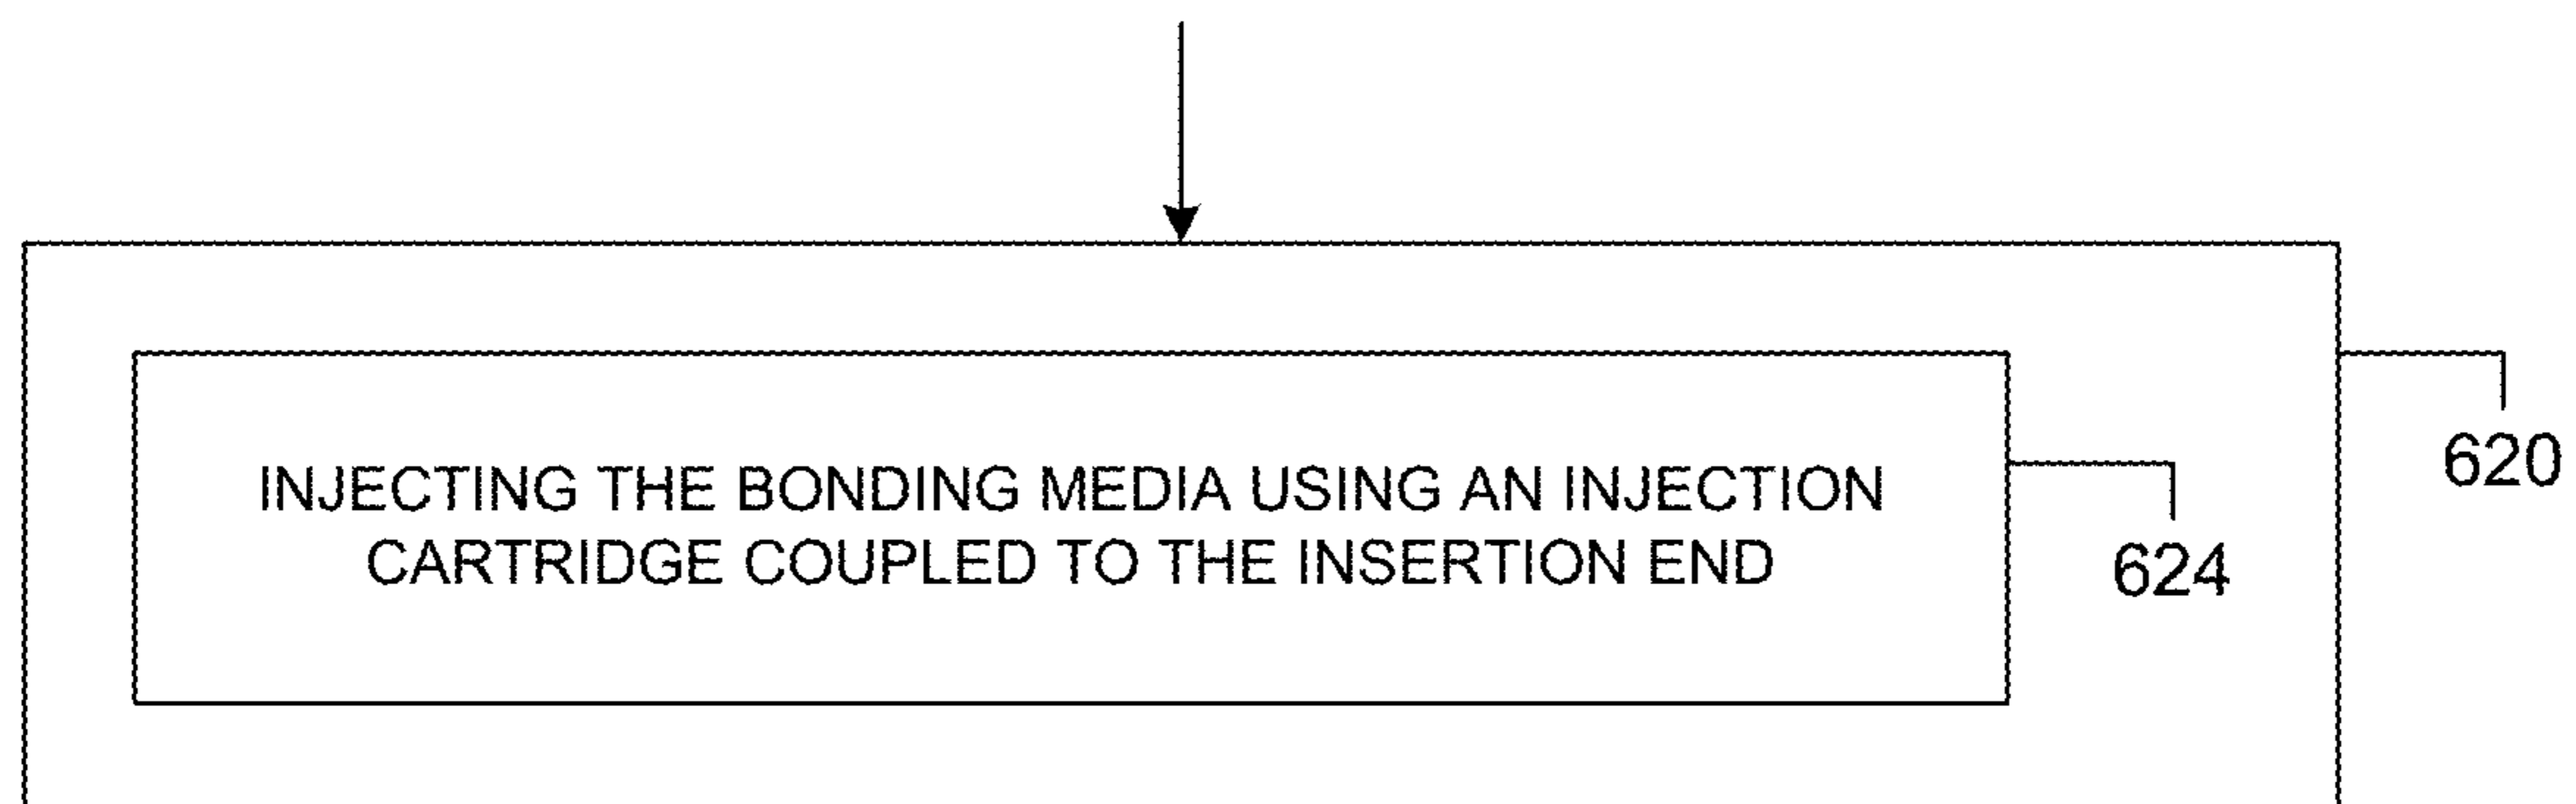 INJECTING THE BONDING MEDIA USING AN INJECTION
CARTRIDGE COUPLED TO THE INSERTION END
620
624